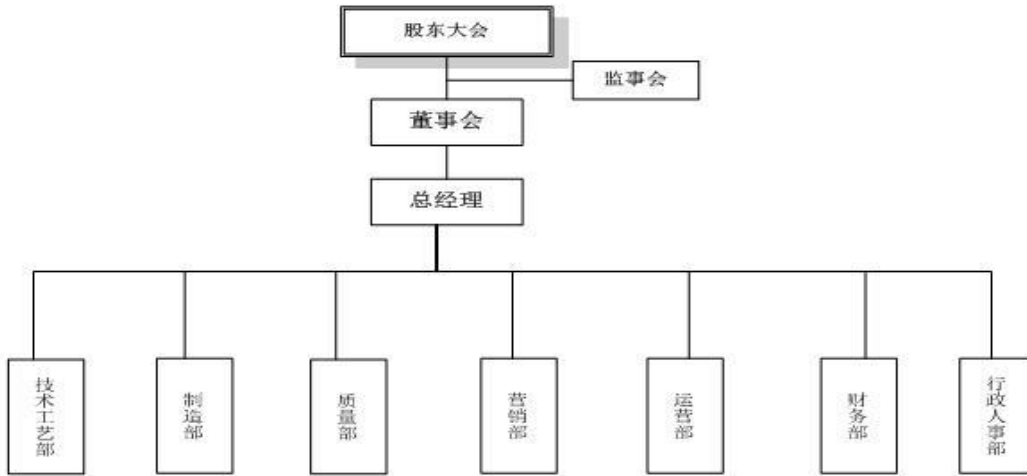 股东大会
监事会
董事会
总经理
技术工艺部
制造部
质量部
营销部
运营部
财务部
行政人事部